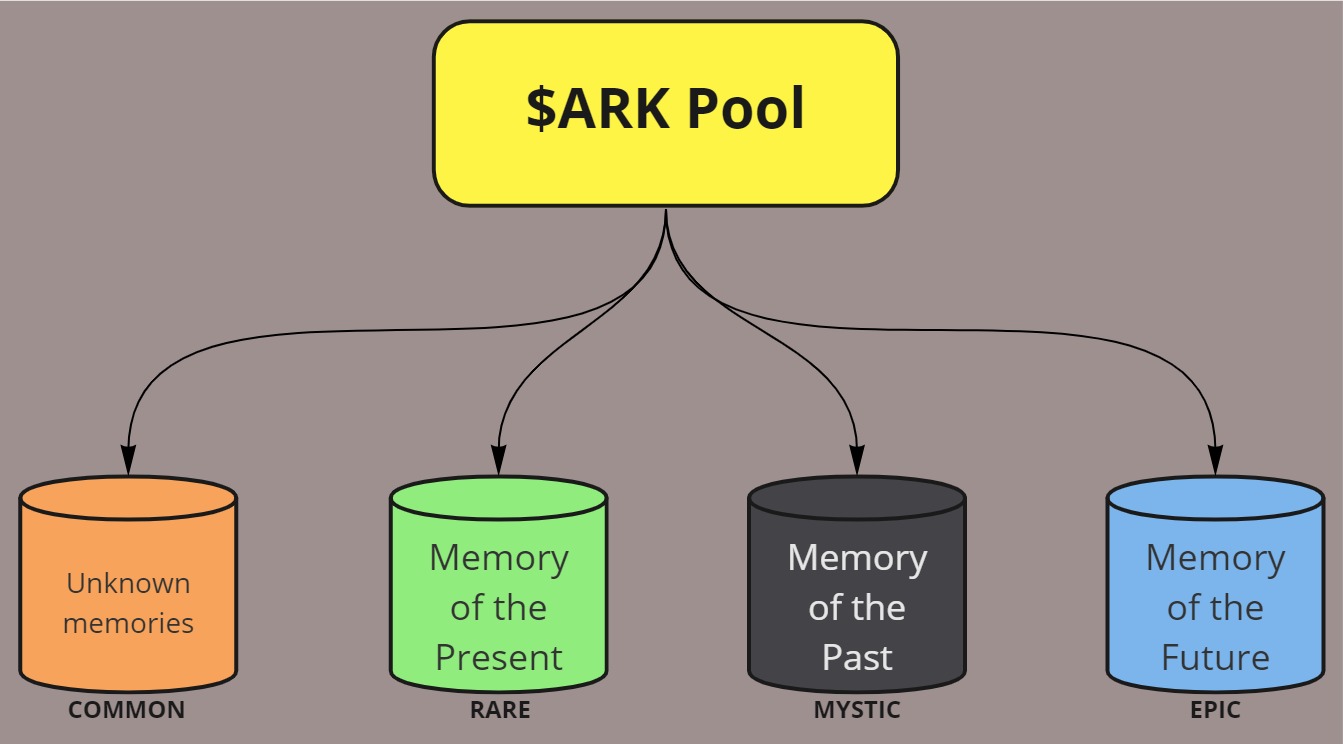 $ARK Pool
Unknown
memories
COMMON
Memory
of the
Present
RARE
Memory
of the
Past
MYSTIC
Memory
of the
Future
EPIC